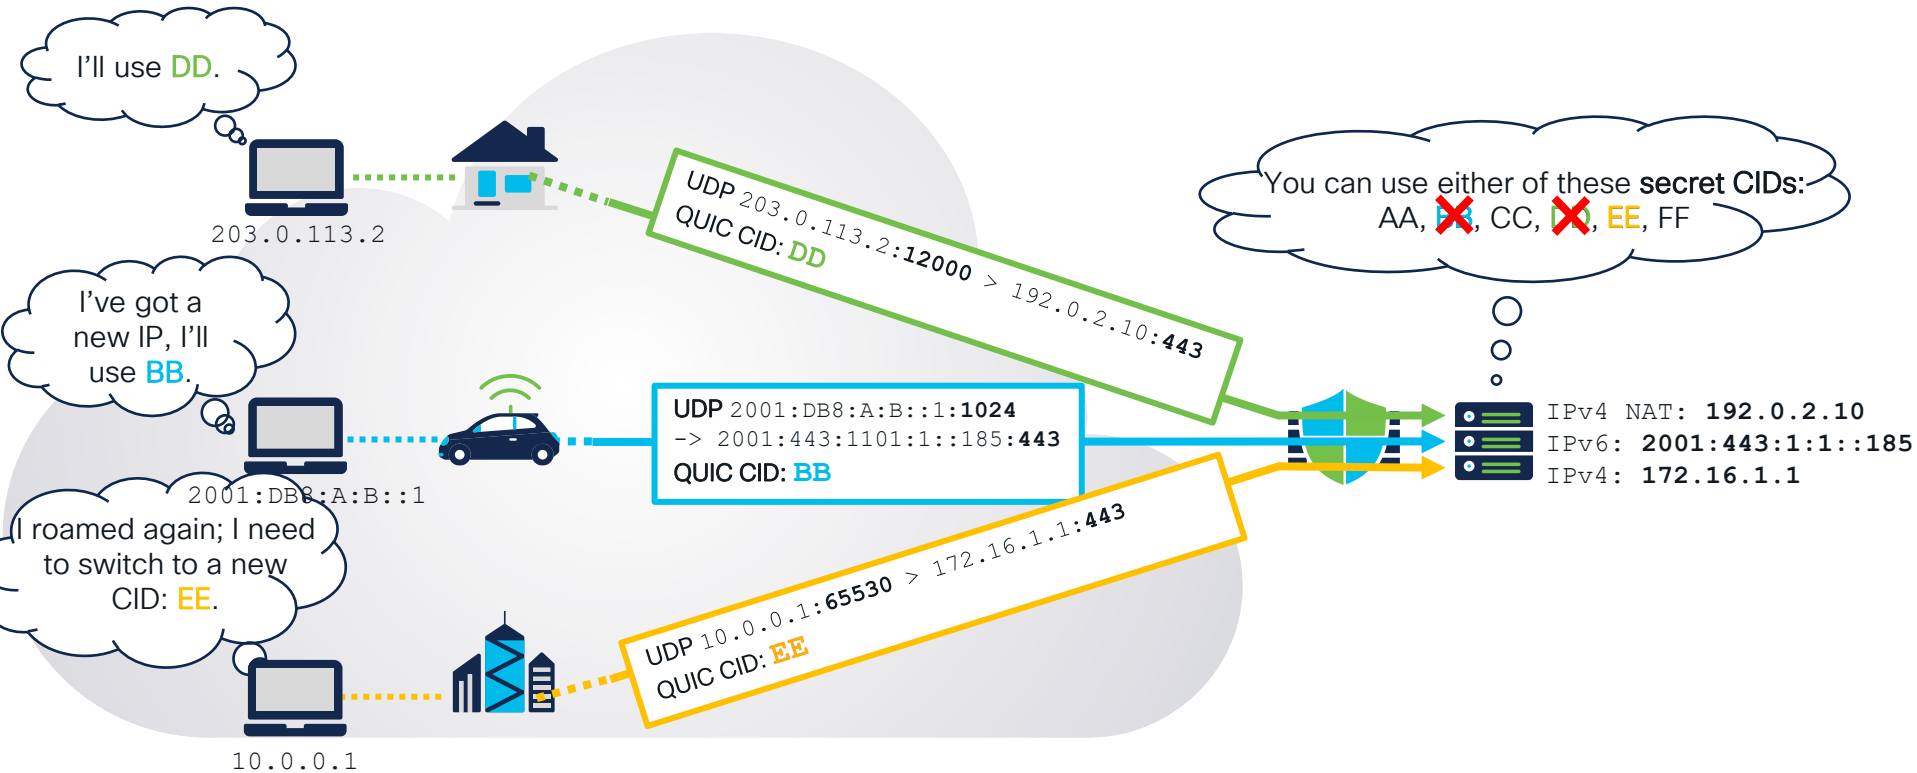 I'll use DD.
203.0.113.2
UDP 203.0.113.2:12000 > 192.0.2.10:443
QUIC CID: DD
You can use either of these secret CIDs:
AA, BB, CC, DD, EE, FF
I've got a
new IP, I'll
use BB.
2001:DB8:A:B::1
UDP 2001:DB8:A:B::1:1024
-> 2001:443:1101:1::185:443
QUIC CID: BB
IPv4 NAT: 192.0.2.10
IPv6: 2001:443:1:1::185
IPv4: 172.16.1.1
I roamed again; I need
to switch to a new
CID: EE.
10.0.0.1
UDP 10.0.0.1:65530 > 172.16.1.1:443
QUIC CID: EE